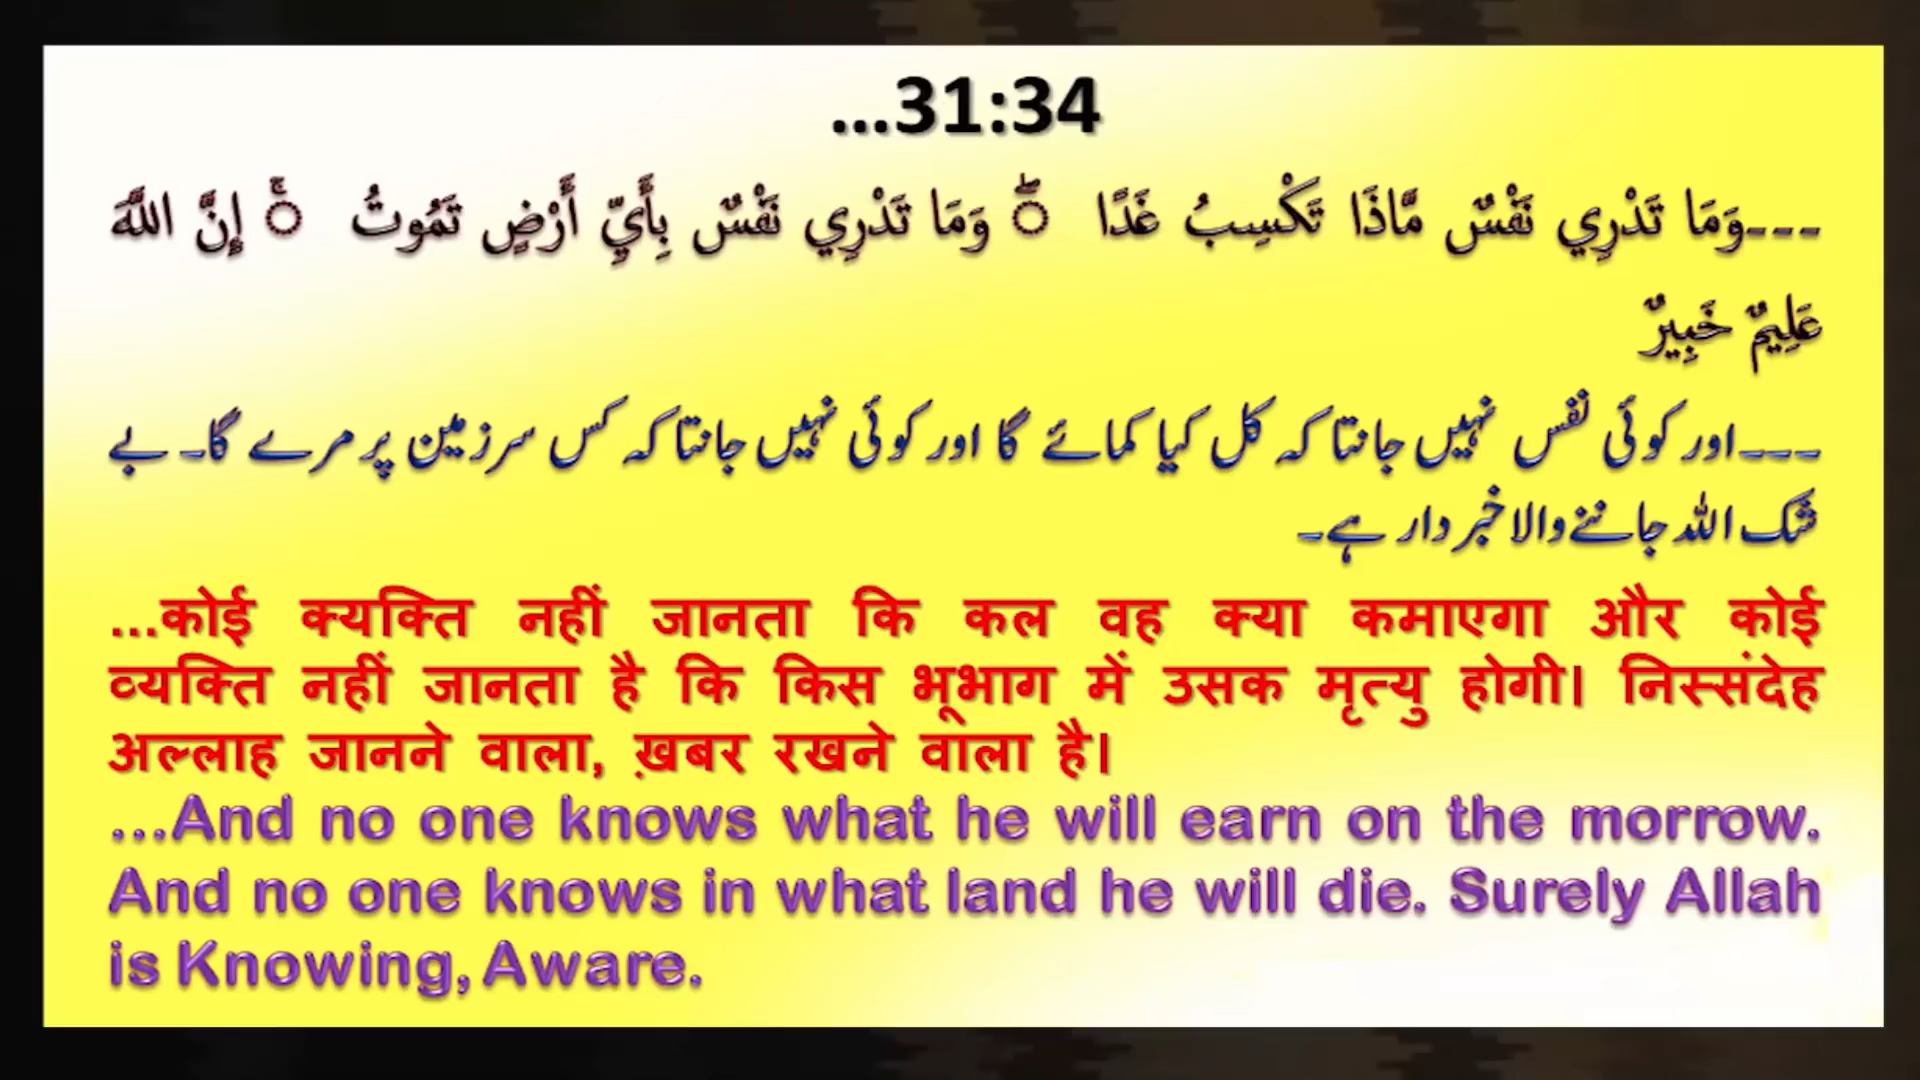 ...31:34
---وَمَا تَدْرِي نَفْسٌ مَّاذَا تَكْسِبُ غَدًا ۖ وَمَا تَدْرِي نَفْسٌ بِأَيِّ أَرْضٍ تَمُوتُ ۚ إِنَّ اللَّهَ
عَلِيمٌ خَبِيرٌ
۔۔۔اور کوئی نفس نہیں جانتا کہ کل کیا کمائے گا اور کوئی نہیں جانتا کہ کس سرزمین پر مرے گا۔ بے
شک اللہ جاننے والا خبردار ہے۔
...कोई क्यक्ति नहीं जानता कि कल वह क्या कमाएगा और कोई
व्यक्ति नहीं जानता है कि किस भूभाग में उसक मृत्यु होगी। निस्संदेह
अल्लाह जानने वाला, ख़बर रखने वाला है।
...And no one knows what he will earn on the morrow.
And no one knows in what land he will die. Surely Allah
is Knowing, Aware.